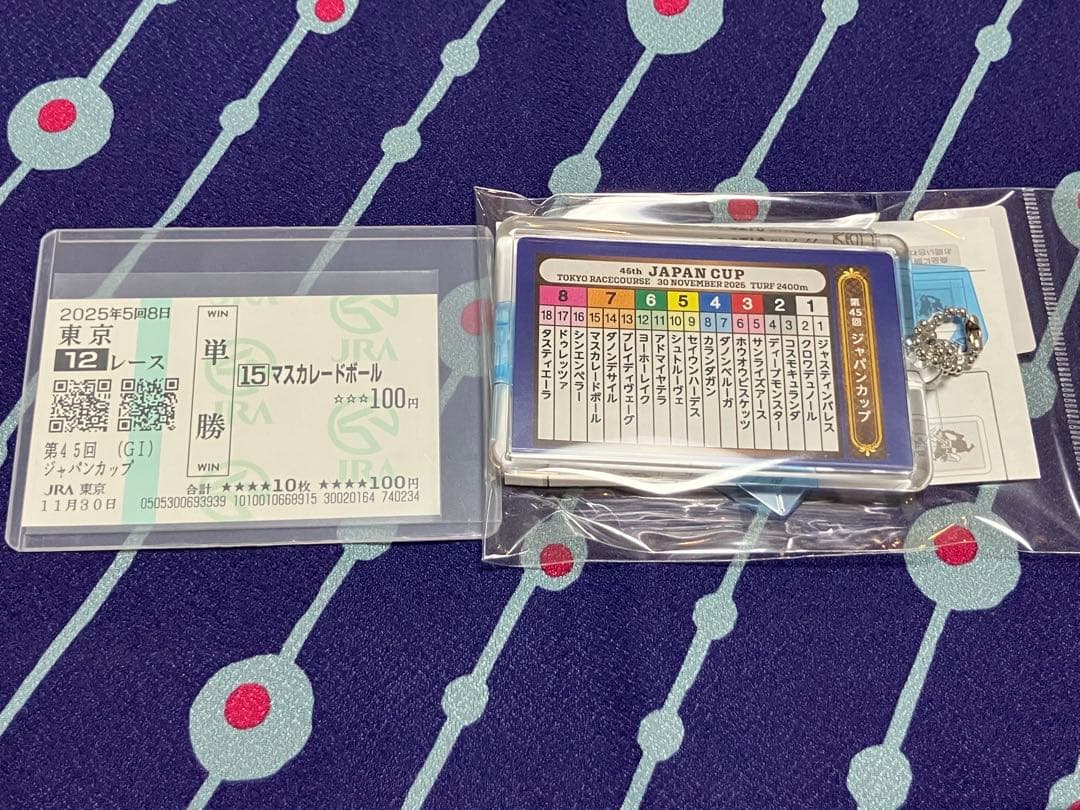 2025年5回8日
東京
12レース
第45回 (GI)
ジャパンカップ
JRA 東京
11月30日
WIN
単勝
WIN
15マスカレードボール
☆☆☆100円
合計 ★★★★10枚 ★★★★100円
0505300693939 1010010668915 30020164 740234
JRA
JRA
JRA
JRA
45th JAPAN CUP
TOKYO RACECOURSE 30 NOVEMBER 2025 TURF 2400m
8 7 6 5 4 3 2 1
18 17 16 15 14 13 12 11 10 9 8 7 6 5 4 3 2 1
ジャスティンパレス
クロワデュノール
コスモキュランダ
ディープモンスター
サンライズアース
ホウオウビスケッツ
ダノンベルーガ
カランダガン
セイウンハーデス
シュトルーヴェ
アドマイヤテラ
ヨーホーレイク
ブレイディヴェーグ
ダノンデサイル
マスカレードボール
シンエンペラー
ドゥレッツァ
タスティエーラ
第45回 ジャパンカップ